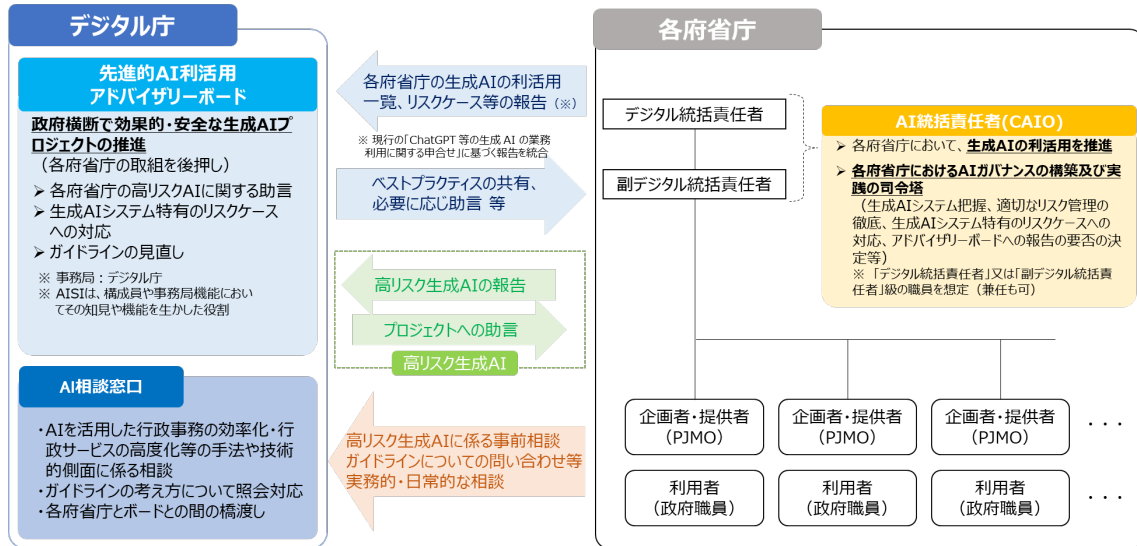 デジタル庁
先進的AI利活用
アドバイザリーボード
政府横断で効果的・安全な生成AIプ
ロジェクトの推進
（各府省庁の取組を後押し）
➢ 各府省庁の高リスクAIに関する助言
➢ 生成AIシステム特有のリスクケース
への対応
➢ ガイドラインの見直し
※ 事務局：デジタル庁
※ AISIは、構成員や事務局機能におい
てその知見や機能を生かした役割
AI相談窓口
・AIを活用した行政事務の効率化・行
政サービスの高度化等の手法や技術
的側面に係る相談
・ガイドラインの考え方について照会対応
・各府省庁とボードとの間の橋渡し
各府省庁の生成AIの利活用
一覧、リスクケース等の報告（※）
※ 現行の「ChatGPT 等の生成 AI の業務
利用に関する申合せ」に基づく報告を統合
ベストプラクティスの共有、
必要に応じ助言 等
高リスク生成AIの報告
プロジェクトへの助言
高リスク生成AI
高リスク生成AIに係る事前相談
ガイドラインについての問い合わせ等
実務的・日常的な相談
各府省庁
デジタル統括責任者
副デジタル統括責任者
AI統括責任者(CAIO)
➢ 各府省庁において、生成AIの利活用を推進
➢ 各府省庁におけるAIガバナンスの構築及び実
践の司令塔
（生成AIシステム把握、適切なリスク管理の
徹底、生成AIシステム特有のリスクケースへの
対応、アドバイザリーボードへの報告の要否の決
定等）
※ 「デジタル統括責任者」又は「副デジタル統括責
任者」級の職員を想定（兼任も可）
企画者・提供者
(PJMO)
企画者・提供者
(PJMO)
企画者・提供者
(PJMO)
・・・
利用者
(政府職員)
利用者
(政府職員)
利用者
(政府職員)
・・・